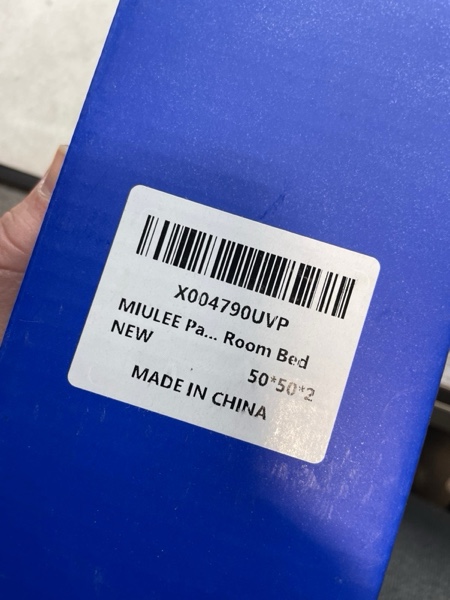 X004790UVP
MIULEE Pa... Room Bed
NEW
50*50*2
MADE IN CHINA